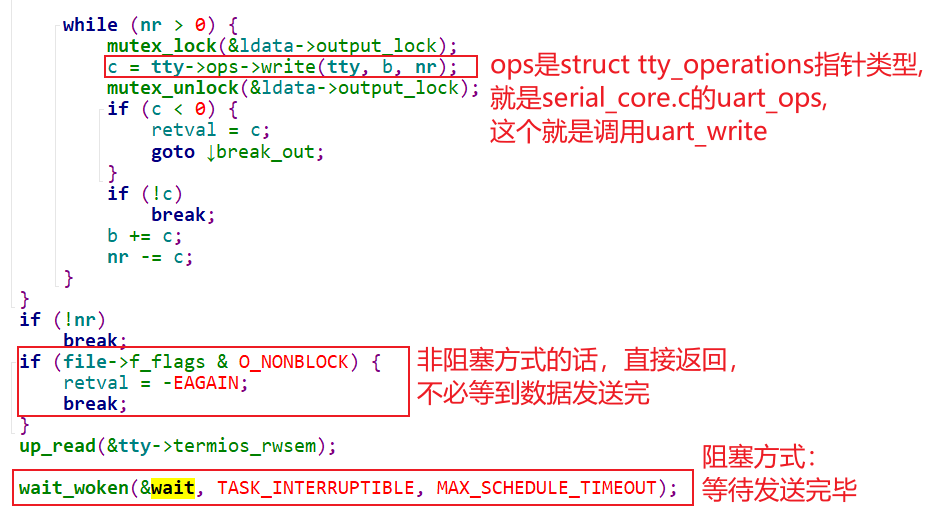 while (nr > 0) {
mutex_lock(&ldata->output_lock);
c = tty->ops->write(tty, b, nr);
mutex_unlock(&ldata->output_lock);
if (c < 0) {
retval = c;
goto ↓break_out;
}
if (!c)
break;
b += c;
nr -= c;
}
}
if (!nr)
break;
if (file->f_flags & O_NONBLOCK) {
retval = -EAGAIN;
break;
}
up_read(&tty->termios_rwsem);
wait_woken(&wait, TASK_INTERRUPTIBLE, MAX_SCHEDULE_TIMEOUT);
ops是struct tty_operations指针类型,
就是serial_core.c的uart_ops,
这个就是调用uart_write
非阻塞方式的话，直接返回，
不必等到数据发送完
阻塞方式：
等待发送完毕